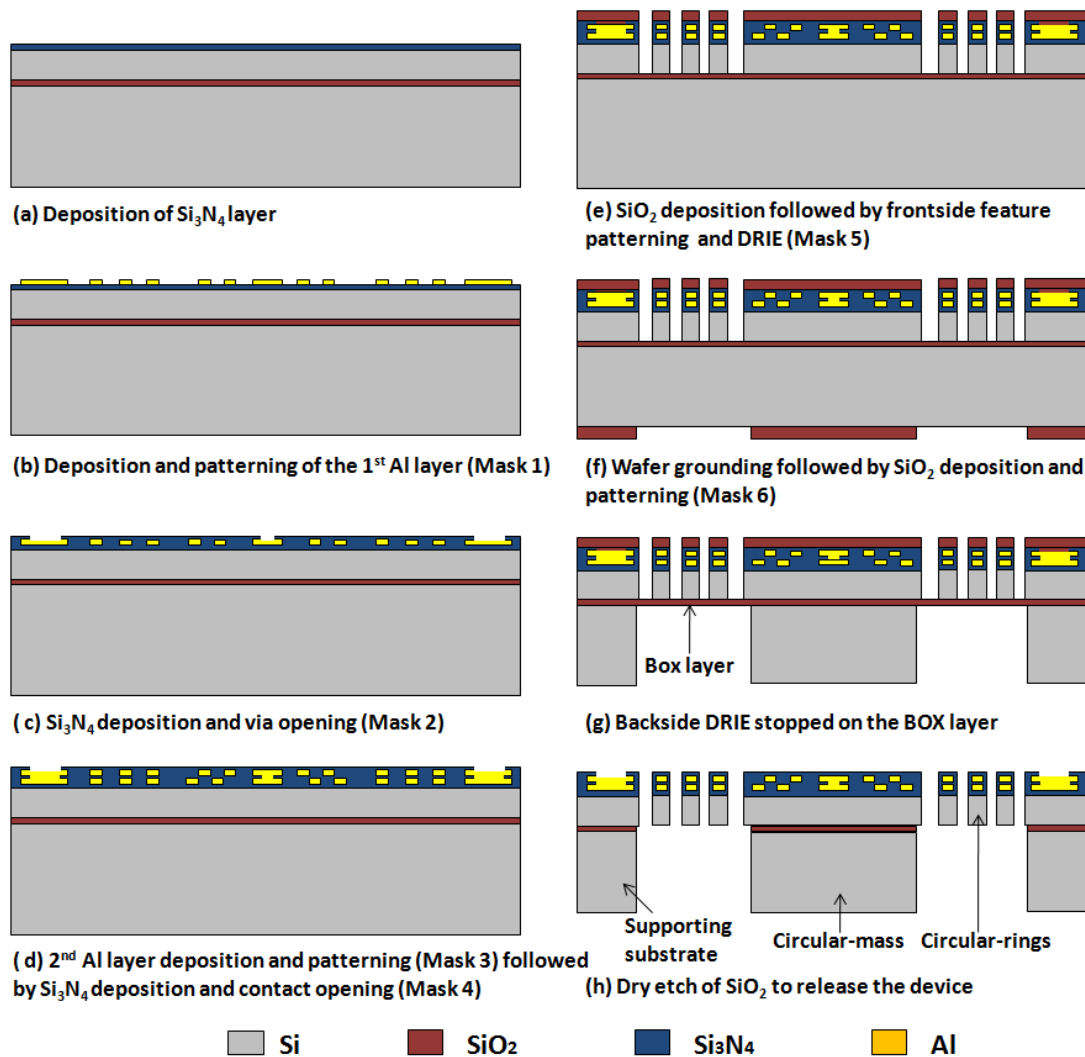 (a) Deposition of Si₃N₄ layer
(b) Deposition and patterning of the 1ˢᵗ Al layer (Mask 1)
( c) Si₃N₄ deposition and via opening (Mask 2)
( d) 2ⁿᵈ Al layer deposition and patterning (Mask 3) followed
by Si₃N₄ deposition and contact opening (Mask 4)
(e) SiO₂ deposition followed by frontside feature
patterning and DRIE (Mask 5)
(f) Wafer grounding followed by SiO₂ deposition and
patterning (Mask 6)
Box layer
(g) Backside DRIE stopped on the BOX layer
Supporting
substrate
Circular-mass
Circular-rings
(h) Dry etch of SiO₂ to release the device
Si
SiO₂
Si₃N₄
Al